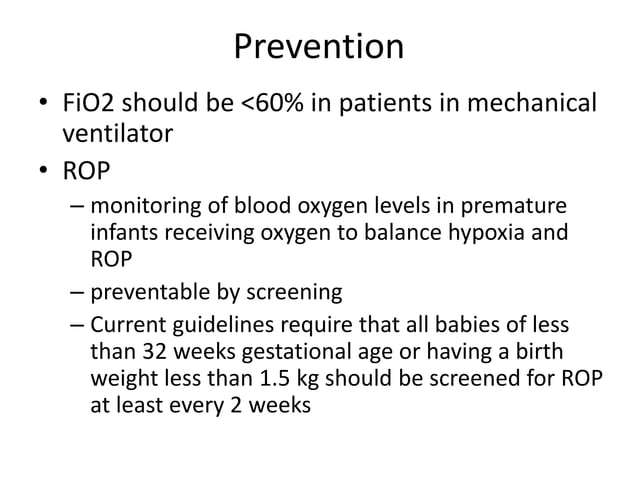 Prevention
• FiO2 should be <60% in patients in mechanical
ventilator
• ROP
– monitoring of blood oxygen levels in premature
infants receiving oxygen to balance hypoxia and
ROP
– preventable by screening
– Current guidelines require that all babies of less
than 32 weeks gestational age or having a birth
weight less than 1.5 kg should be screened for ROP
at least every 2 weeks